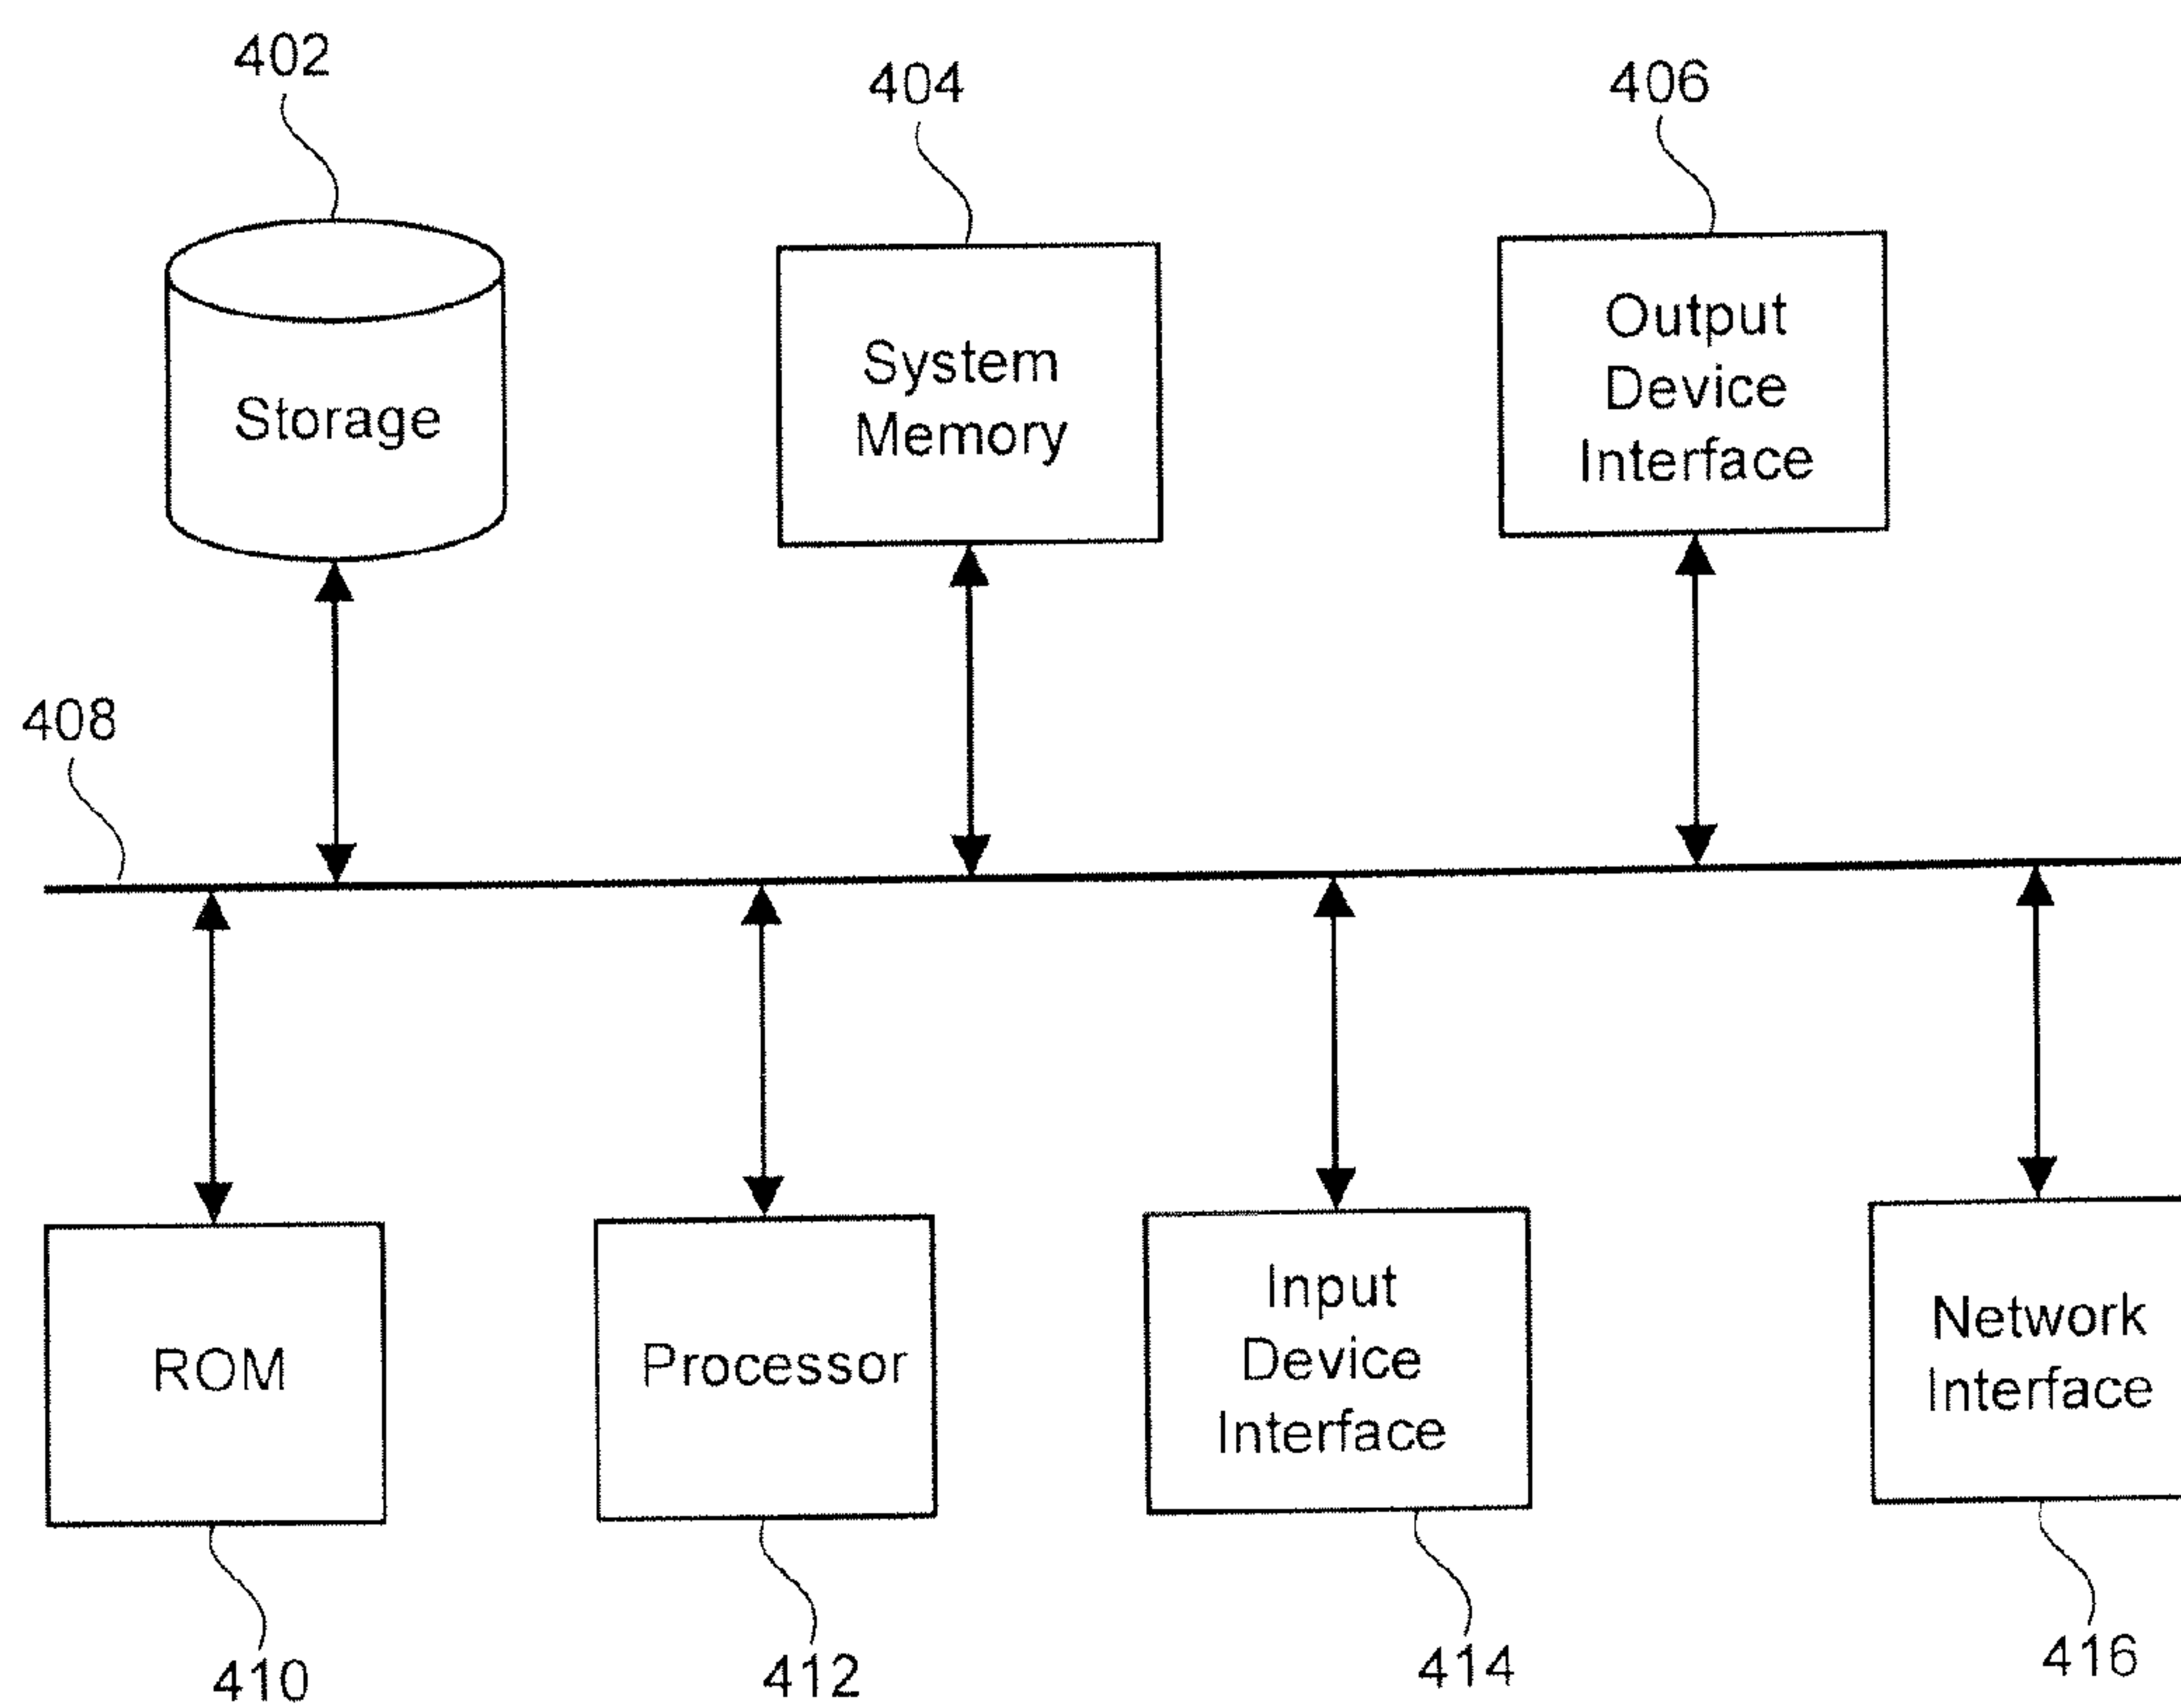 402
404
406
Storage
System
Memory
Output
Device
Interface
408
ROM
Processor
Input
Device
Interface
Network
Interface
410
412
414
416